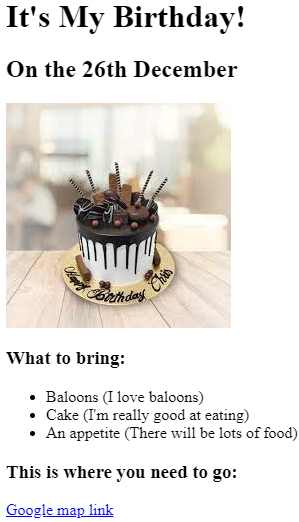 It's My Birthday!
On the 26th December
Happy Birthday
What to bring:
Baloons (I love baloons)
Cake (I'm really good at eating)
An appetite (There will be lots of food)
This is where you need to go:
Google map link